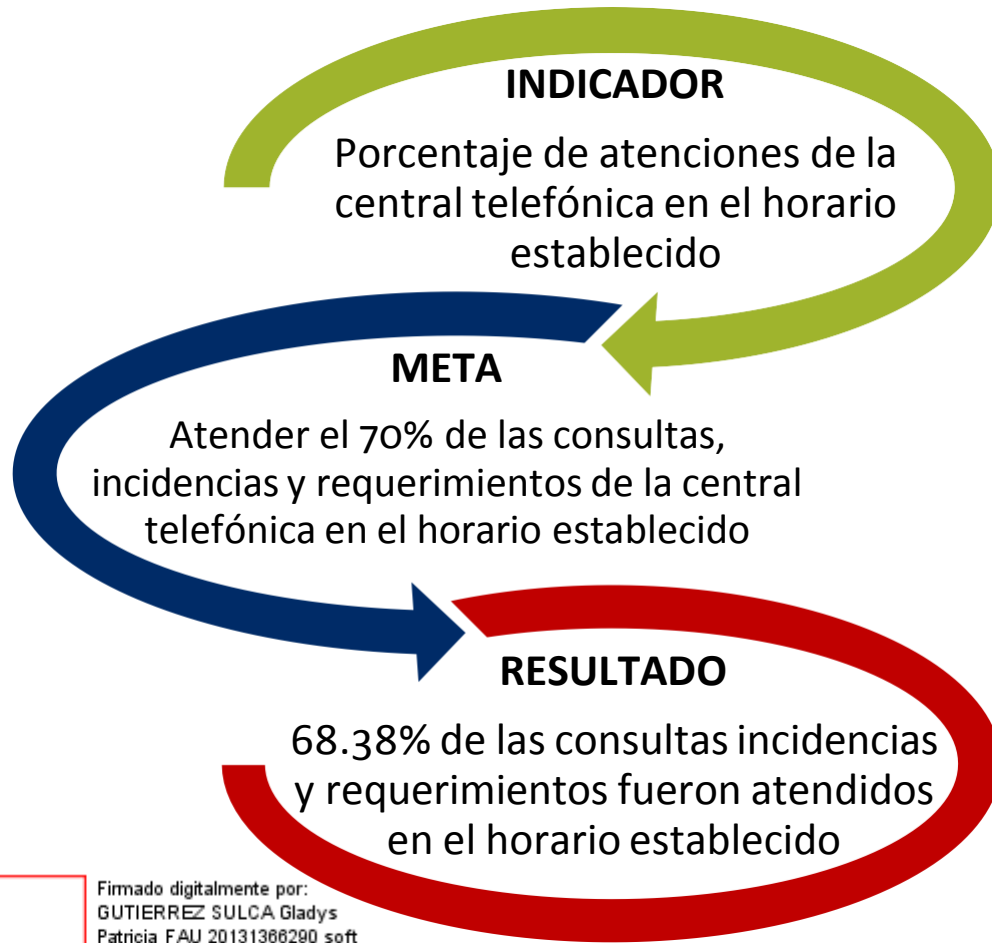 INDICADOR
Porcentaje de atenciones de la
central telefónica en el horario
establecido
META
Atender el 70% de las consultas,
incidencias y requerimientos de la central
telefónica en el horario establecido
RESULTADO
68.38% de las consultas incidencias
y requerimientos fueron atendidos
en el horario establecido
Firmado digitalmente por:
GUTIERREZ SULCA Gladys
Patricia FAU 20131366290 soft